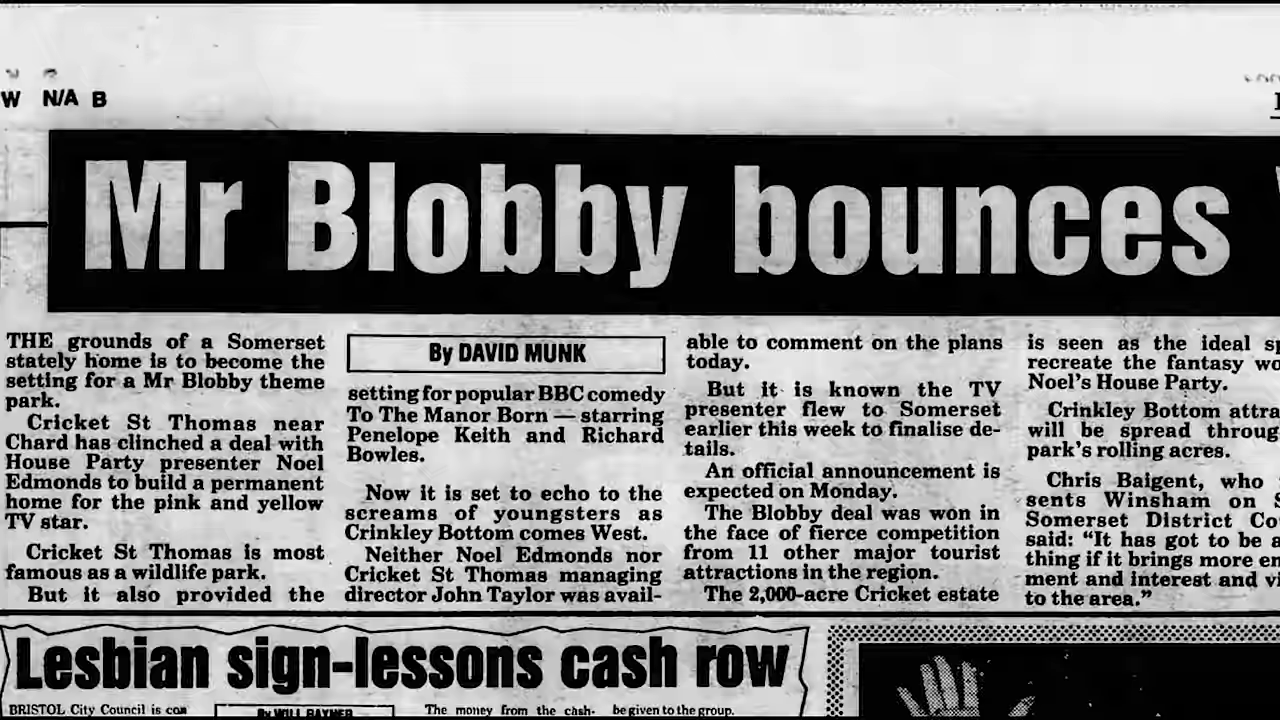 W N/A B
Mr Blobby bounces
THE grounds of a Somerset
stately home is to become the
setting for a Mr Blobby theme
park.
Cricket St Thomas near
Chard has clinched a deal with
House Party presenter Noel
Edmonds to build a permanent
home for the pink and yellow
TV star.
Cricket St Thomas is most
famous as a wildlife park.
But it also provided the
By DAVID MUNK
setting for popular BBC comedy
To The Manor Born — starring
Penelope Keith and Richard
Bowles.
Now it is set to echo to the
screams of youngsters as
Crinkley Bottom comes West.
Neither Noel Edmonds nor
Cricket St Thomas managing
director John Taylor was avail-
able to comment on the plans
today.
But it is known the TV
presenter flew to Somerset
earlier this week to finalise de-
tails.
An official announcement is
expected on Monday.
The Blobby deal was won in
the face of fierce competition
from 11 other major tourist
attractions in the region.
The 2,000-acre Cricket estate
is seen as the ideal sp
recreate the fantasy wo
Noel's House Party.
Crinkley Bottom attra
will be spread throug
park's rolling acres.
Chris Baigent, who
sents Winsham on S
Somerset District Co
said: "It has got to be a
thing if it brings more en
ment and interest and vi
to the area."
Lesbian sign-lessons cash row
BRISTOL City Council is
By WILL RAYNER
The money from the cash-
be given to the group.